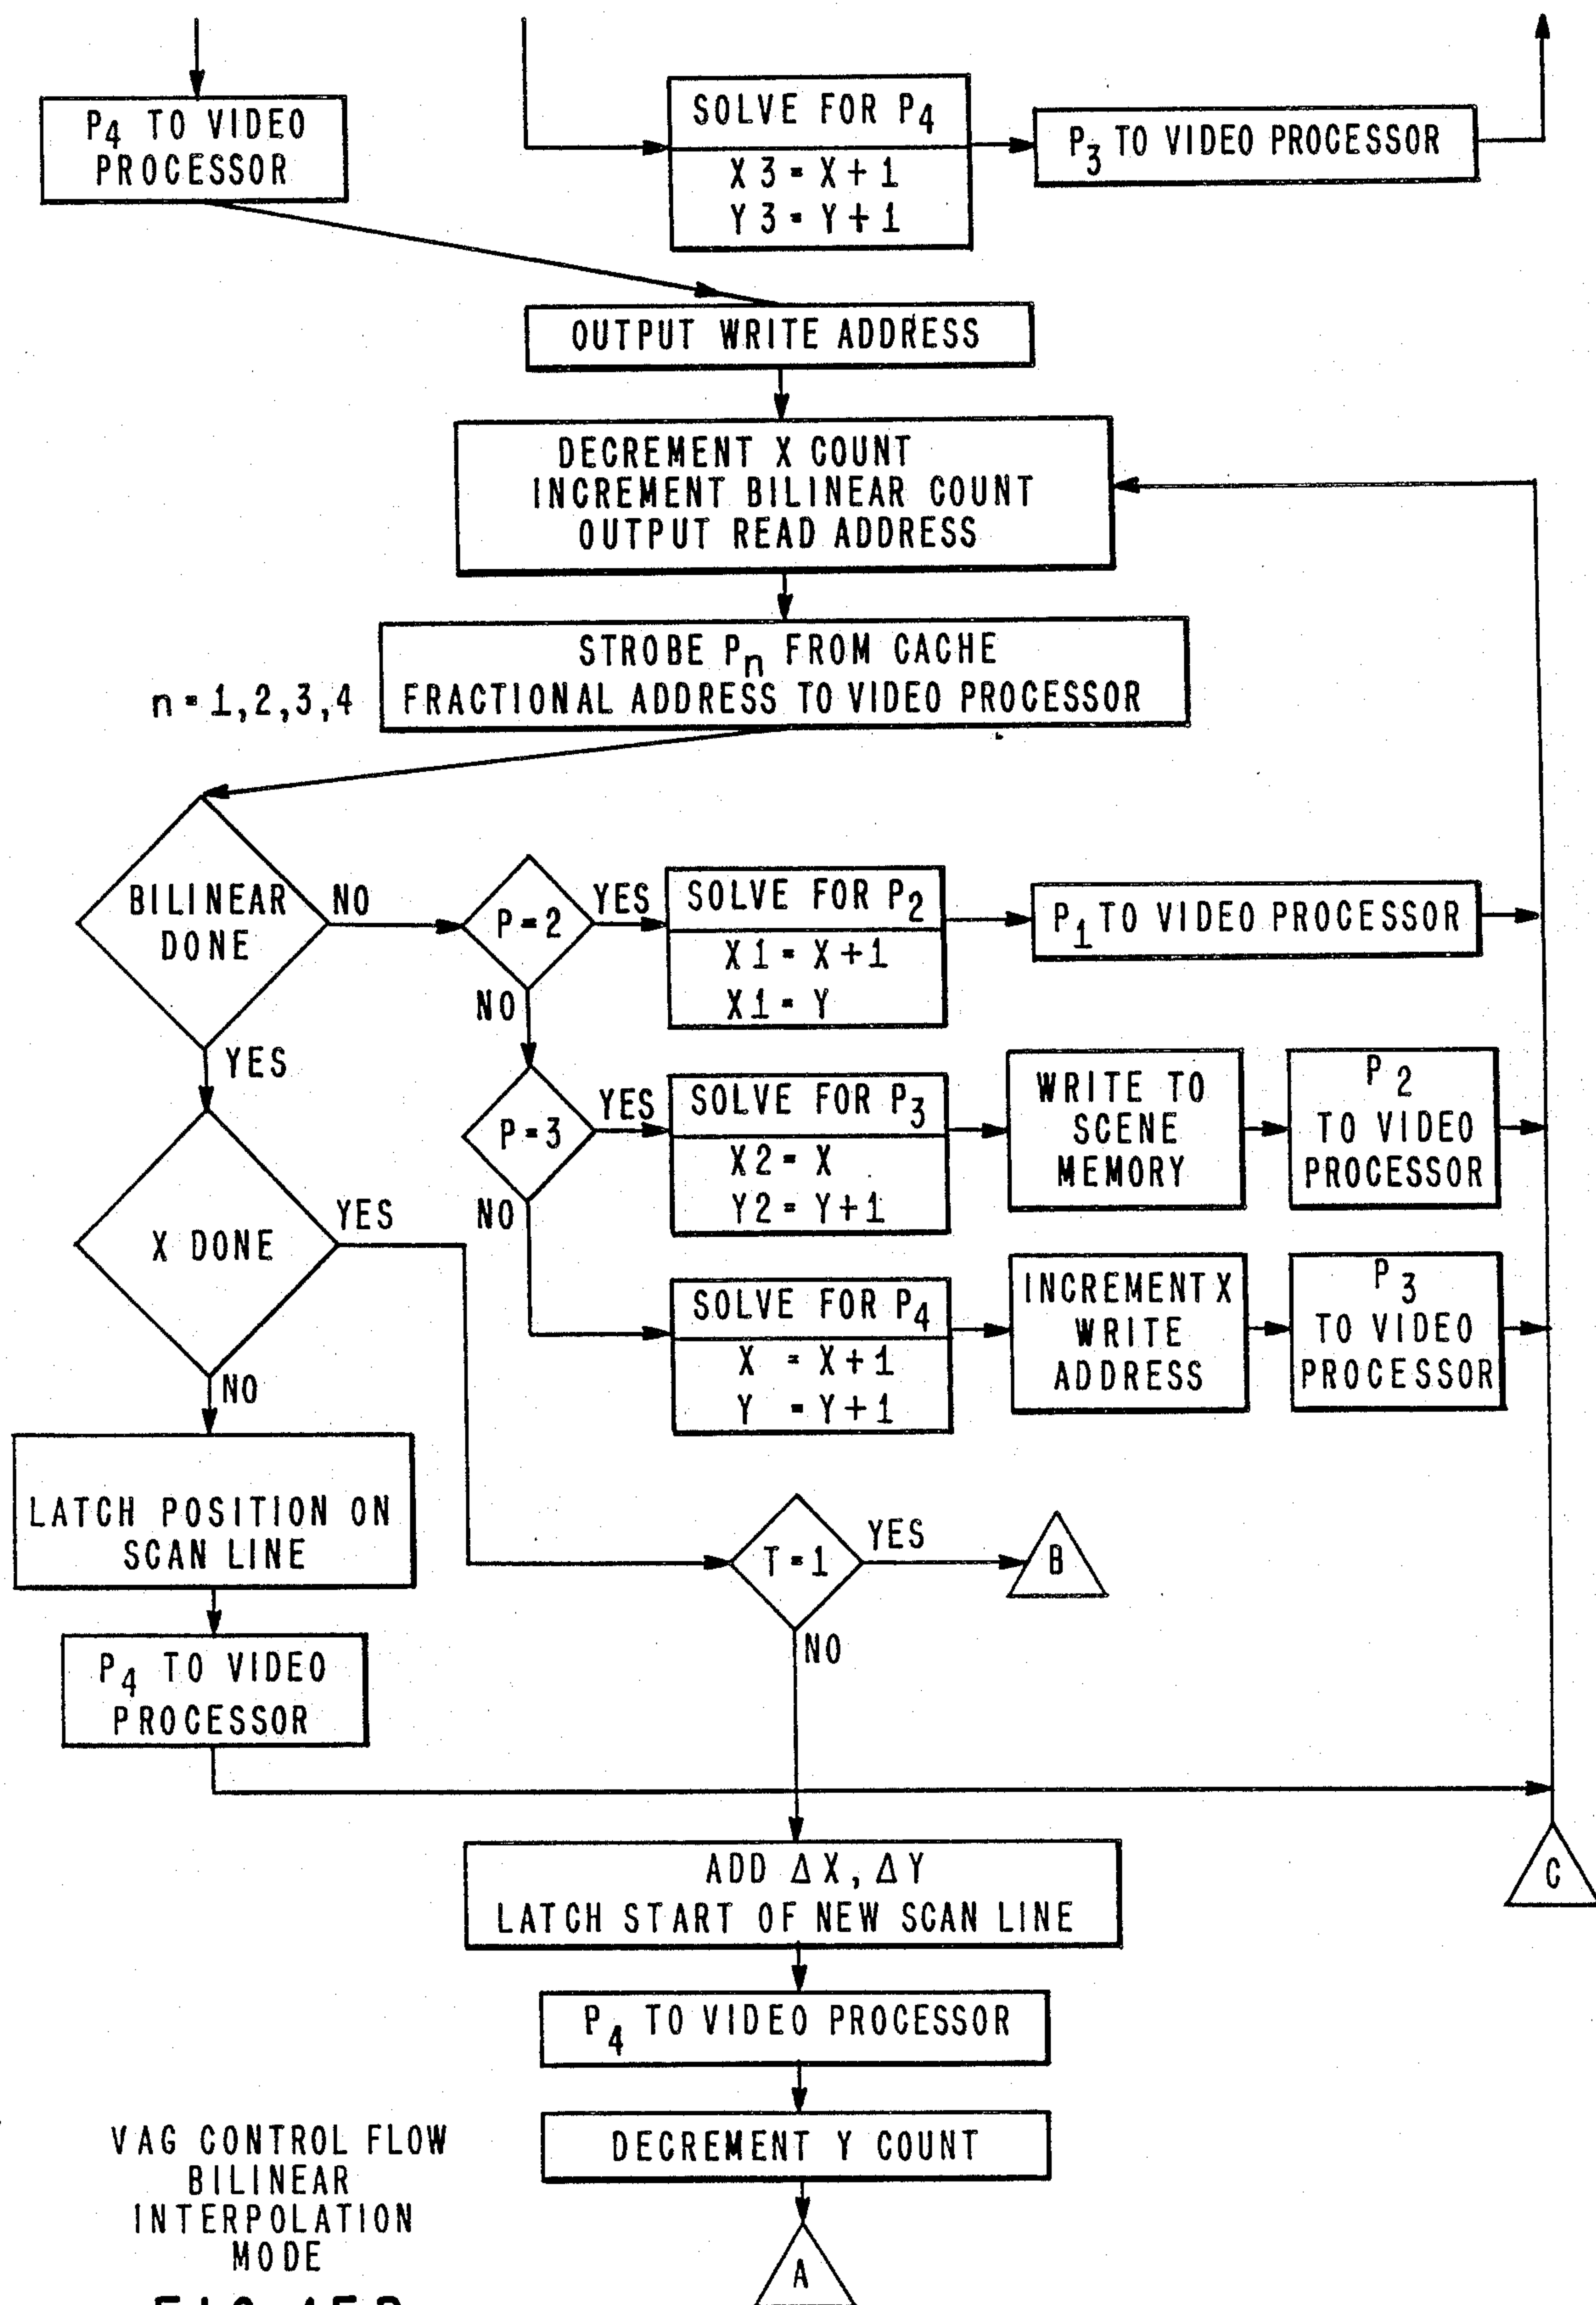 P4 TO VIDEO
PROCESSOR
SOLVE FOR P4
X3=X+1
Y3=Y+1
P3 TO VIDEO PROCESSOR
OUTPUT WRITE ADDRESS
DECREMENT X COUNT
INCREMENT BILINEAR COUNT
OUTPUT READ ADDRESS
STROBE Pn FROM CACHE
FRACTIONAL ADDRESS TO VIDEO PROCESSOR
n=1,2,3,4
BILINEAR
DONE
NO
YES
P=2
YES
NO
SOLVE FOR P2
X1=X+1
X1=Y
P1 TO VIDEO PROCESSOR
P=3
YES
NO
SOLVE FOR P3
X2=X
Y2=Y+1
WRITE TO
SCENE
MEMORY
P2
TO VIDEO
PROCESSOR
X DONE
YES
NO
SOLVE FOR P4
X =X+1
Y =Y+1
INCREMENT X
WRITE
ADDRESS
P3
TO VIDEO
PROCESSOR
LATCH POSITION ON
SCAN LINE
T=1
YES
NO
B
P4 TO VIDEO
PROCESSOR
C
ADD ΔX, ΔY
LATCH START OF NEW SCAN LINE
P4 TO VIDEO PROCESSOR
DECREMENT Y COUNT
A
VAG CONTROL FLOW
BILINEAR
INTERPOLATION
MODE